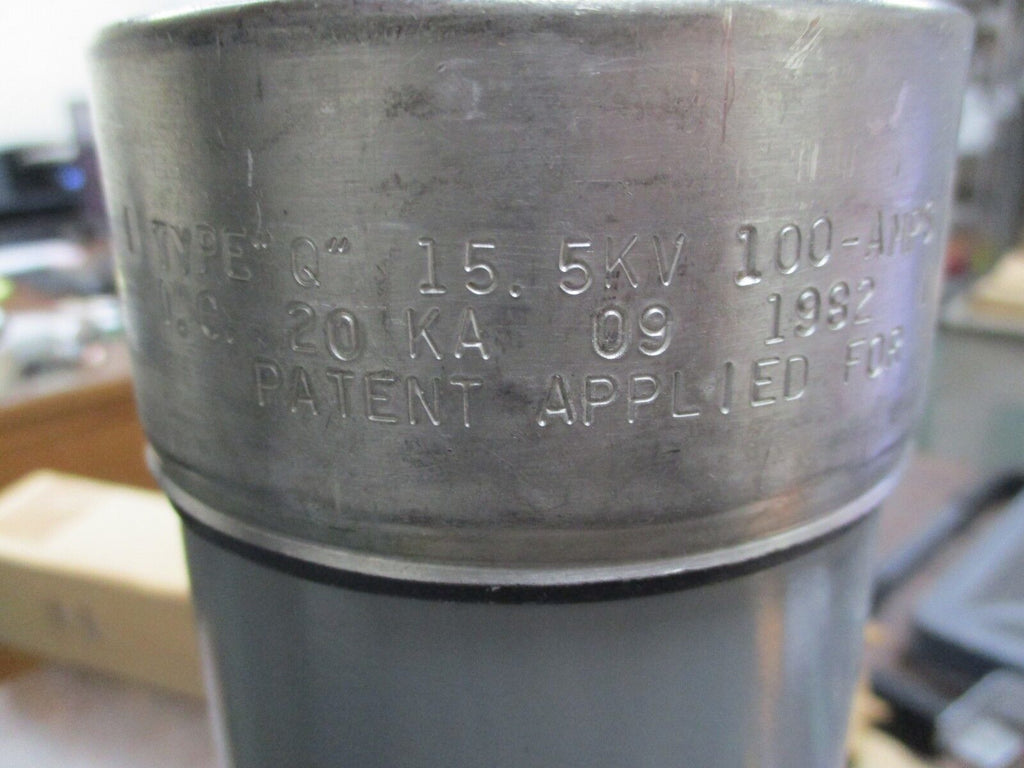 TYPE "Q" 15.5KV 100-AMPS
I.C. 20 KA 09 1982
PATENT APPLIED FOR